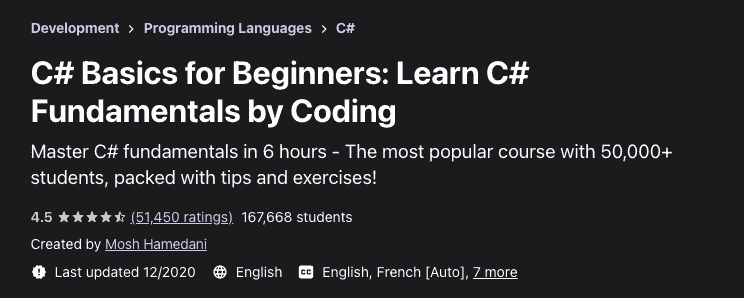 Development > Programming Languages > C#
C# Basics for Beginners: Learn C#
Fundamentals by Coding
Master C# fundamentals in 6 hours - The most popular course with 50,000+
students, packed with tips and exercises!
4.5 (51,450 ratings) 167,668 students
Created by Mosh Hamedani
Last updated 12/2020 English CC English, French [Auto], 7 more